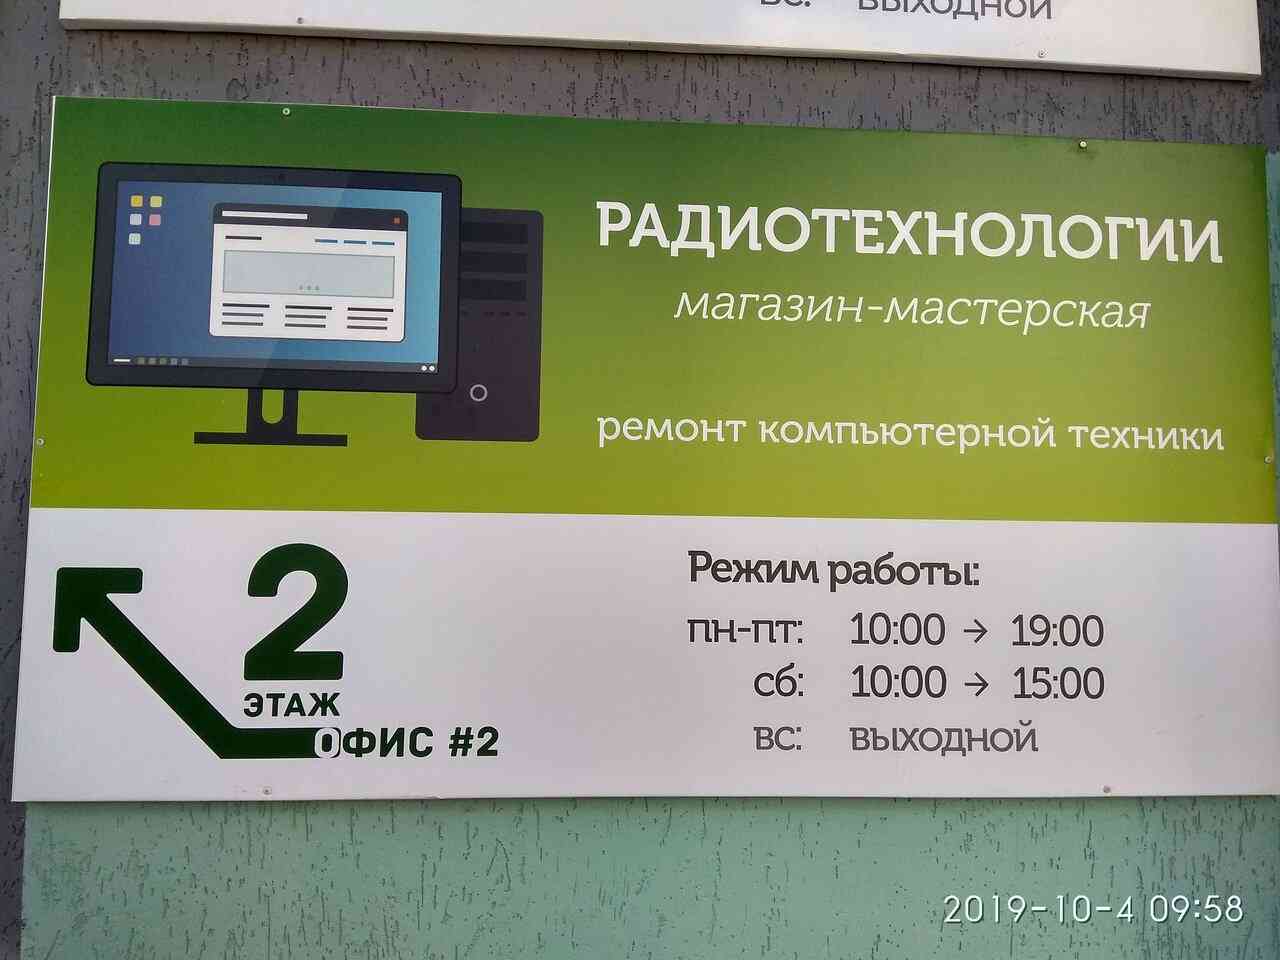 вс: выходной
РАДИОТЕХНОЛОГИИ
магазин-мастерская
ремонт компьютерной техники
2
ЭТАЖ
ОФИС #2
Режим работы:
пн-пт: 10:00 → 19:00
сб: 10:00 → 15:00
вс: выходной
2019-10-4 09:58